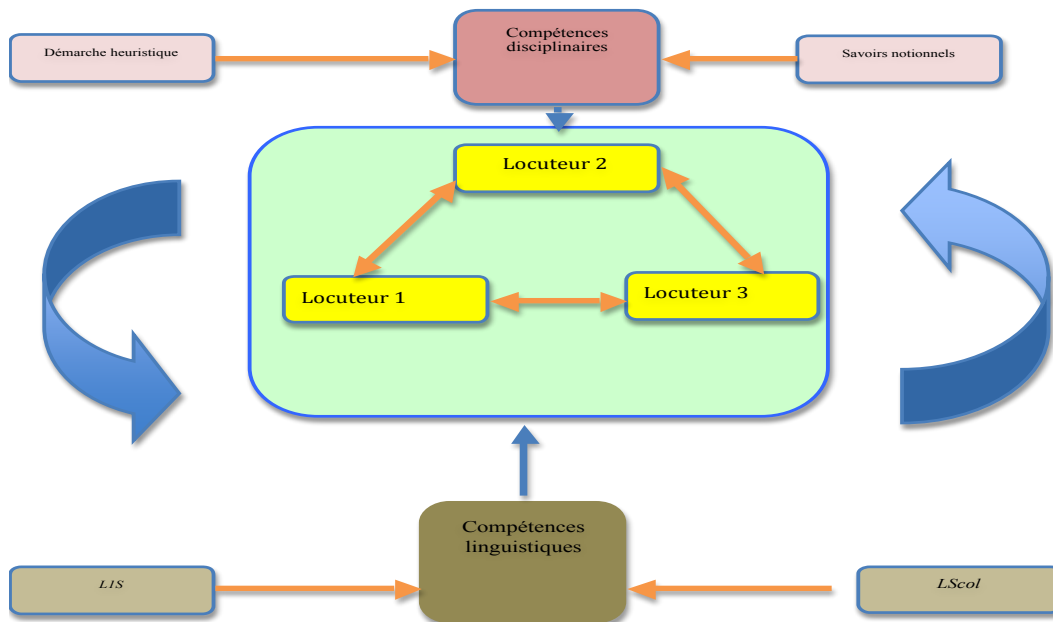 Démarche heuristique
Compétences
disciplinaires
Savoirs notionnels
Locuteur 2
Locuteur 1
Locuteur 3
Compétences
linguistiques
L1S
LScol